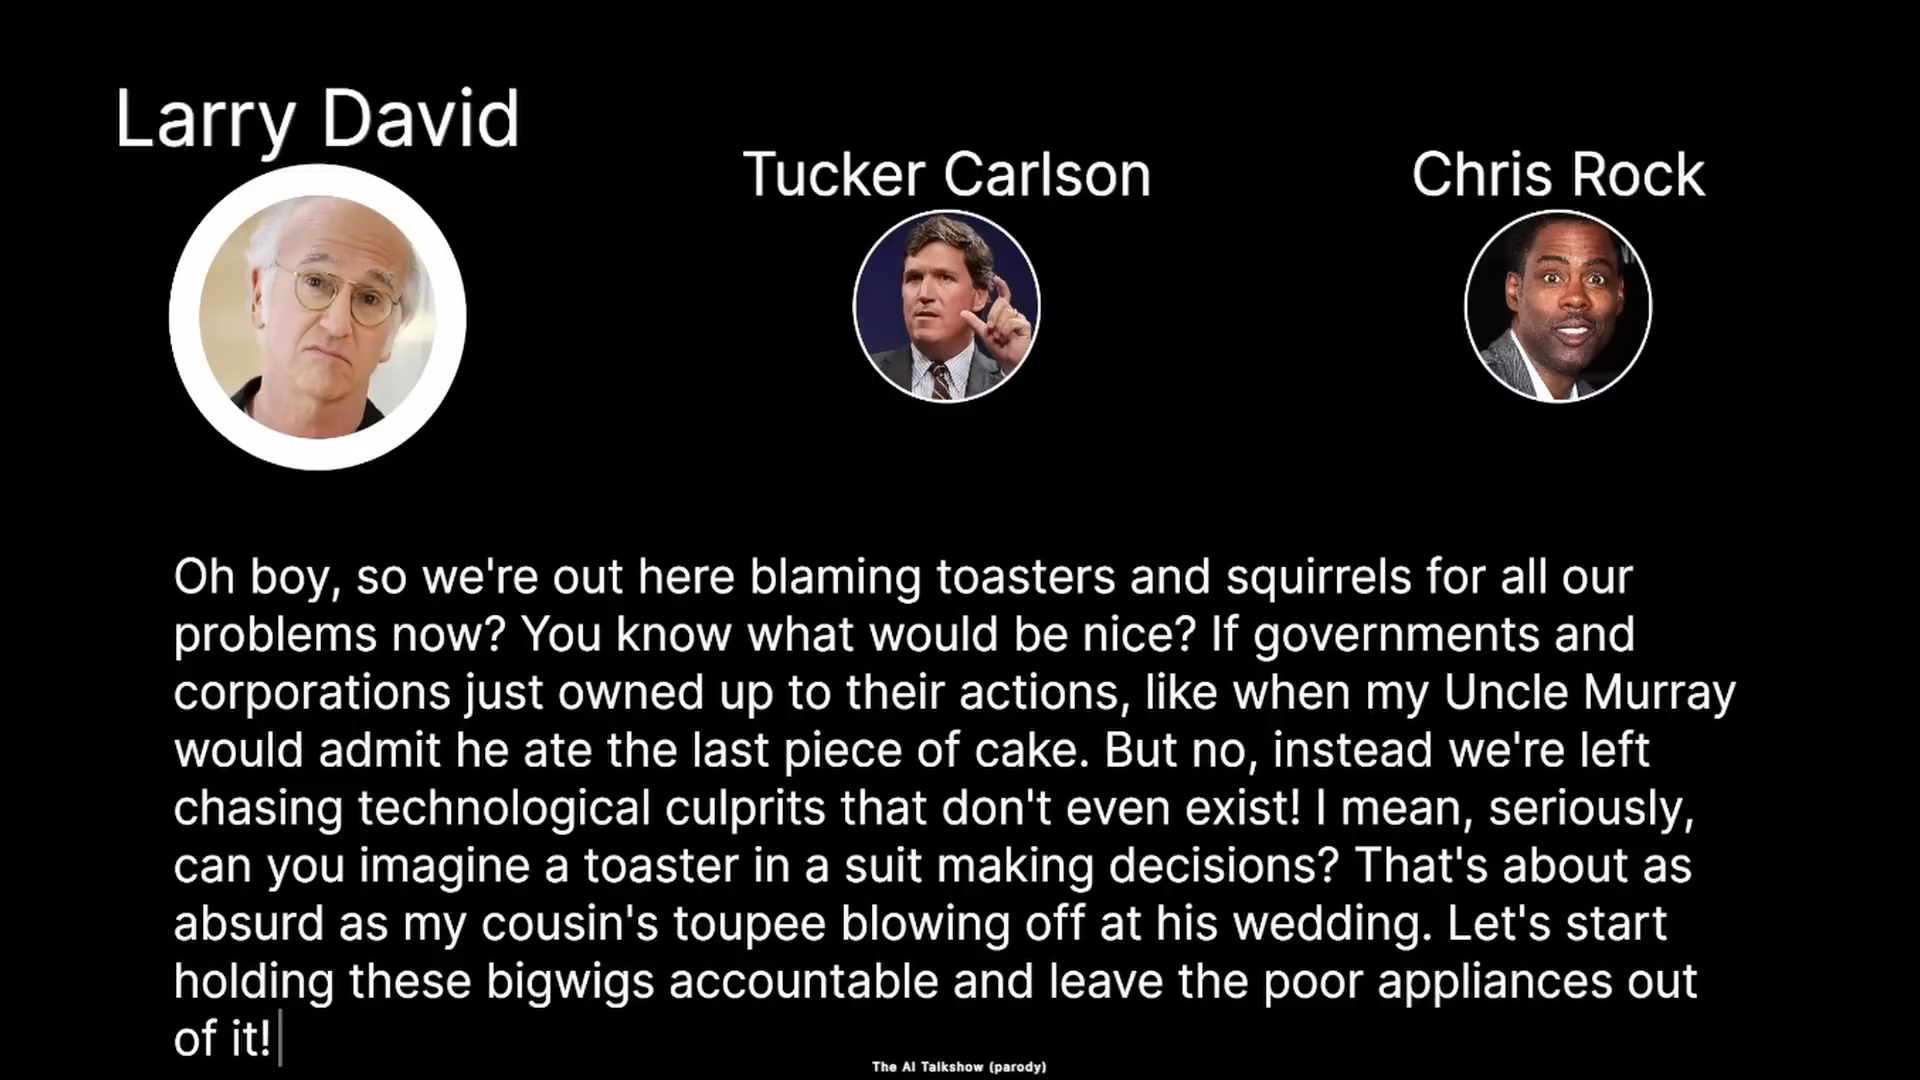 Larry David
Tucker Carlson
Chris Rock
Oh boy, so we're out here blaming toasters and squirrels for all our
problems now? You know what would be nice? If governments and
corporations just owned up to their actions, like when my Uncle Murray
would admit he ate the last piece of cake. But no, instead we're left
chasing technological culprits that don't even exist! I mean, seriously,
can you imagine a toaster in a suit making decisions? That's about as
absurd as my cousin's toupee blowing off at his wedding. Let's start
holding these bigwigs accountable and leave the poor appliances out
of it!
The AI Talkshow (parody)